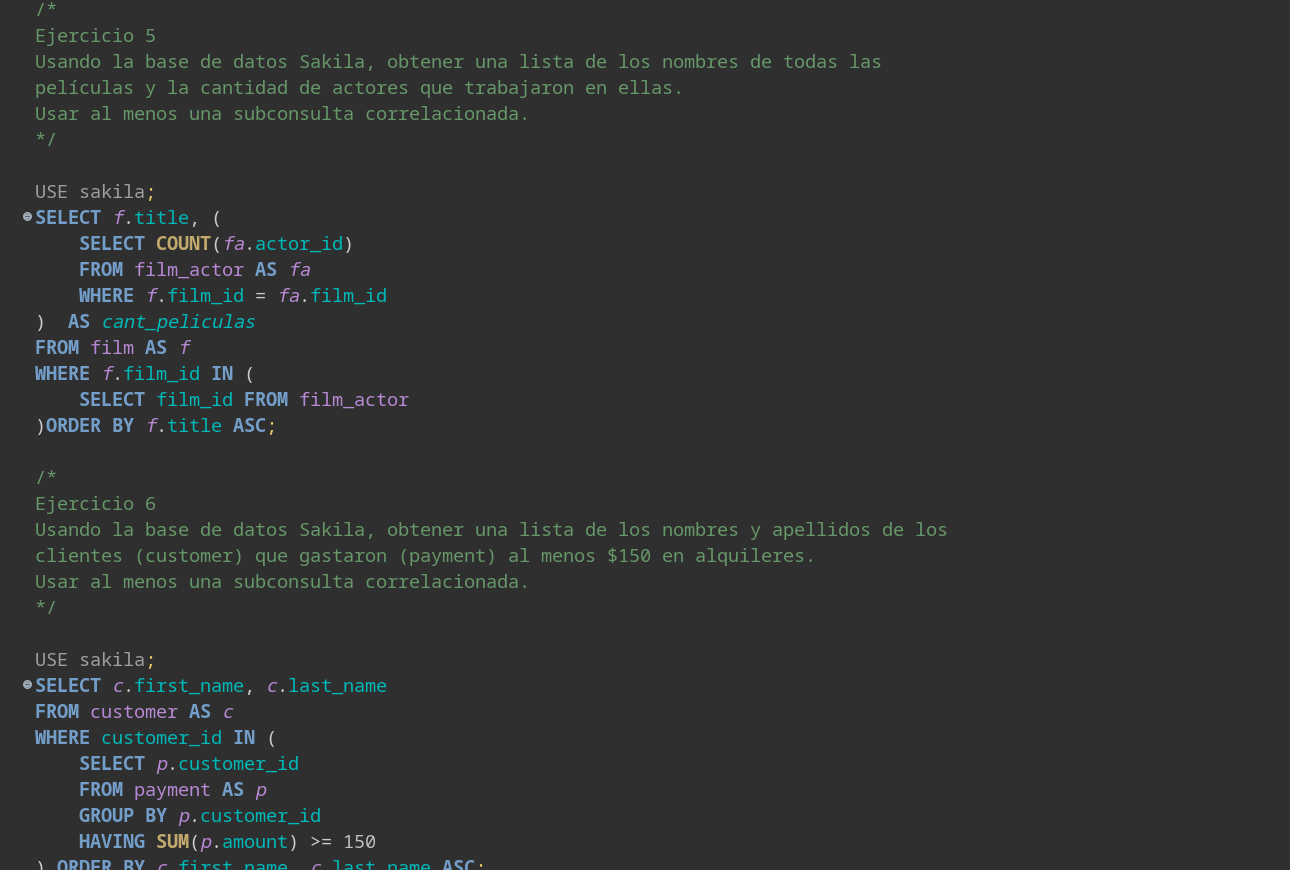 /*
Ejercicio 5
Usando la base de datos Sakila, obtener una lista de los nombres de todas las
películas y la cantidad de actores que trabajaron en ellas.
Usar al menos una subconsulta correlacionada.
*/
USE sakila;
SELECT f.title, (
    SELECT COUNT(fa.actor_id)
    FROM film_actor AS fa
    WHERE f.film_id = fa.film_id
)  AS cant_peliculas
FROM film AS f
WHERE f.film_id IN (
    SELECT film_id FROM film_actor
)ORDER BY f.title ASC;
/*
Ejercicio 6
Usando la base de datos Sakila, obtener una lista de los nombres y apellidos de los
clientes (customer) que gastaron (payment) al menos $150 en alquileres.
Usar al menos una subconsulta correlacionada.
*/
USE sakila;
SELECT c.first_name, c.last_name
FROM customer AS c
WHERE customer_id IN (
    SELECT p.customer_id
    FROM payment AS p
    GROUP BY p.customer_id
    HAVING SUM(p.amount) >= 150
) ORDER BY c.first_name, c.last_name ASC;